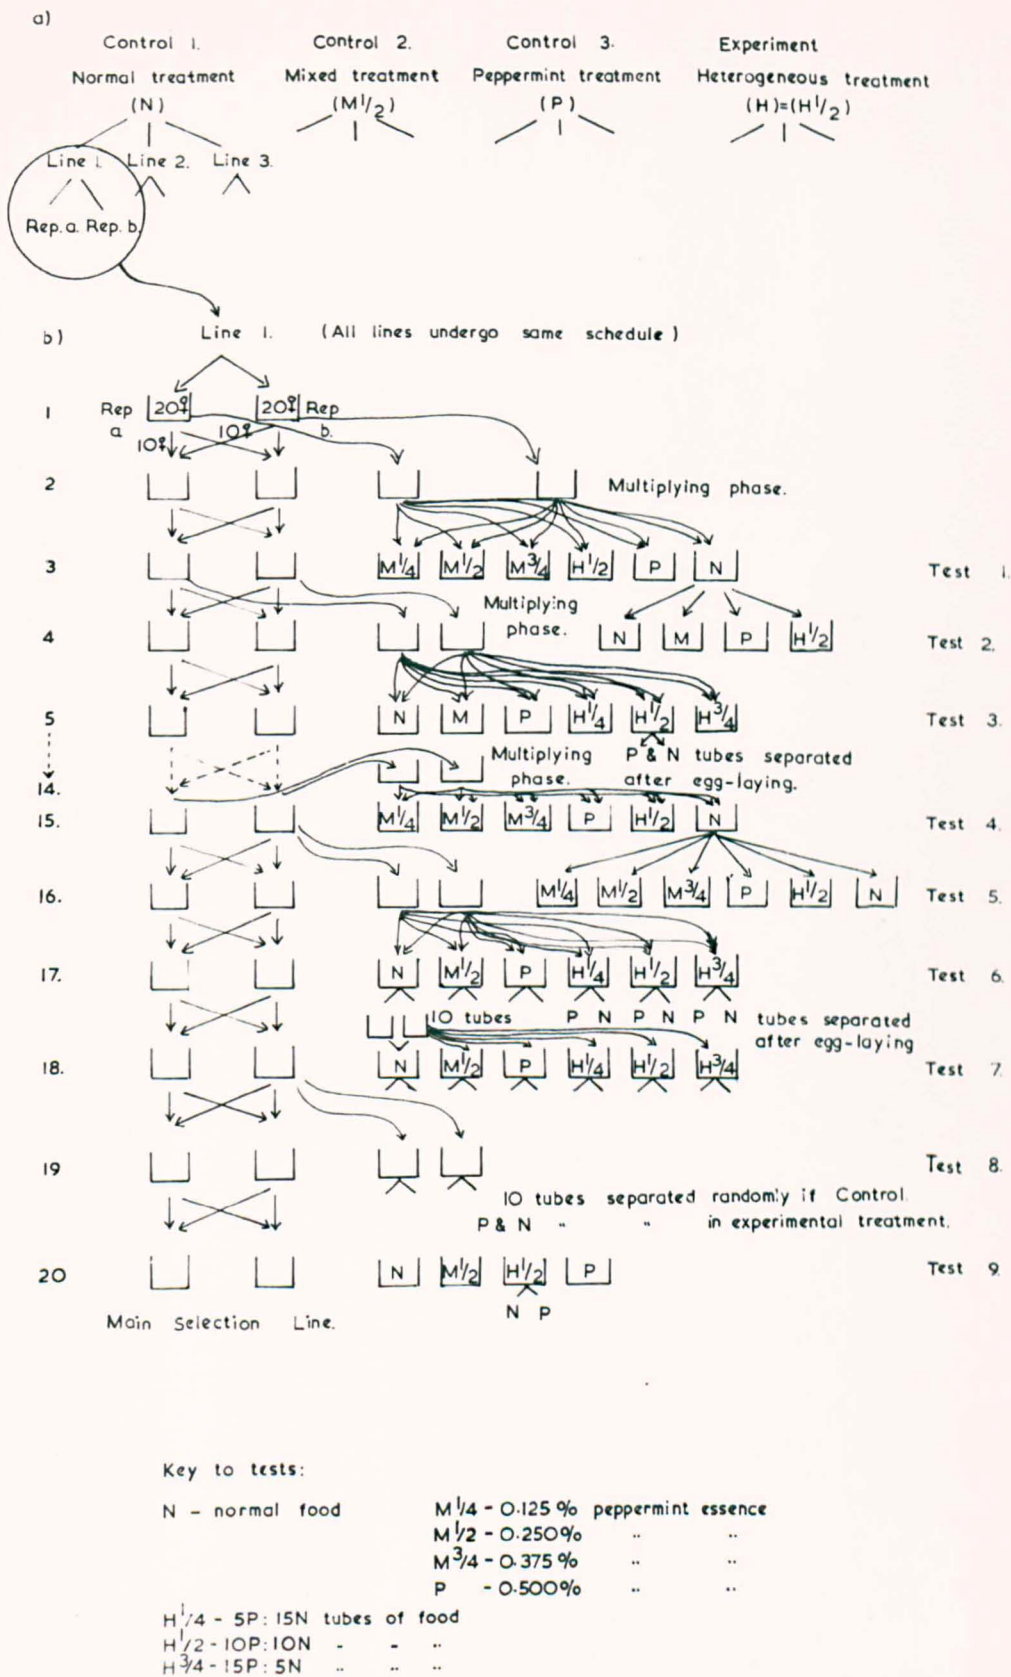 a)
Control 1. Control 2. Control 3. Experiment
Normal treatment Mixed treatment Peppermint treatment Heterogeneous treatment
(N) (M1/2) (P) (H)=(H1/2)
Line 1. Line 2. Line 3.
Rep. a. Rep. b.
b) Line 1. (All lines undergo same schedule)
1 Rep a 20♀ 20♀ Rep b.
10♀ 10♀
2 Multiplying phase.
3 M1/4 M1/2 M3/4 H1/2 P N Test 1.
Multiplying phase.
4 N M P H1/2 Test 2.
5 N M P H1/4 H1/2 H3/4 Test 3.
Multiplying phase. P & N tubes separated after egg-laying.
14.
15. M1/4 M1/2 M3/4 P H1/2 N Test 4.
16. M1/4 M1/2 M3/4 P H1/2 N Test 5.
17. N M1/2 P H1/4 H1/2 H3/4 Test 6.
10 tubes P N P N P N tubes separated
after egg-laying
18. N M1/2 P H1/4 H1/2 H3/4 Test 7.
19 Test 8.
10 tubes separated randomly if Control.
P & N " " in experimental treatment.
20 N M1/2 H1/2 P Test 9.
N P
Main Selection Line.
Key to tests:
N - normal food M1/4 - 0.125% peppermint essence
M1/2 - 0.250% " "
M3/4 - 0.375% " "
P - 0.500% " "
H1/4 - 5P: 15N tubes of food
H1/2 - 10P: 10N - - "
H3/4 - 15P: 5N " " "